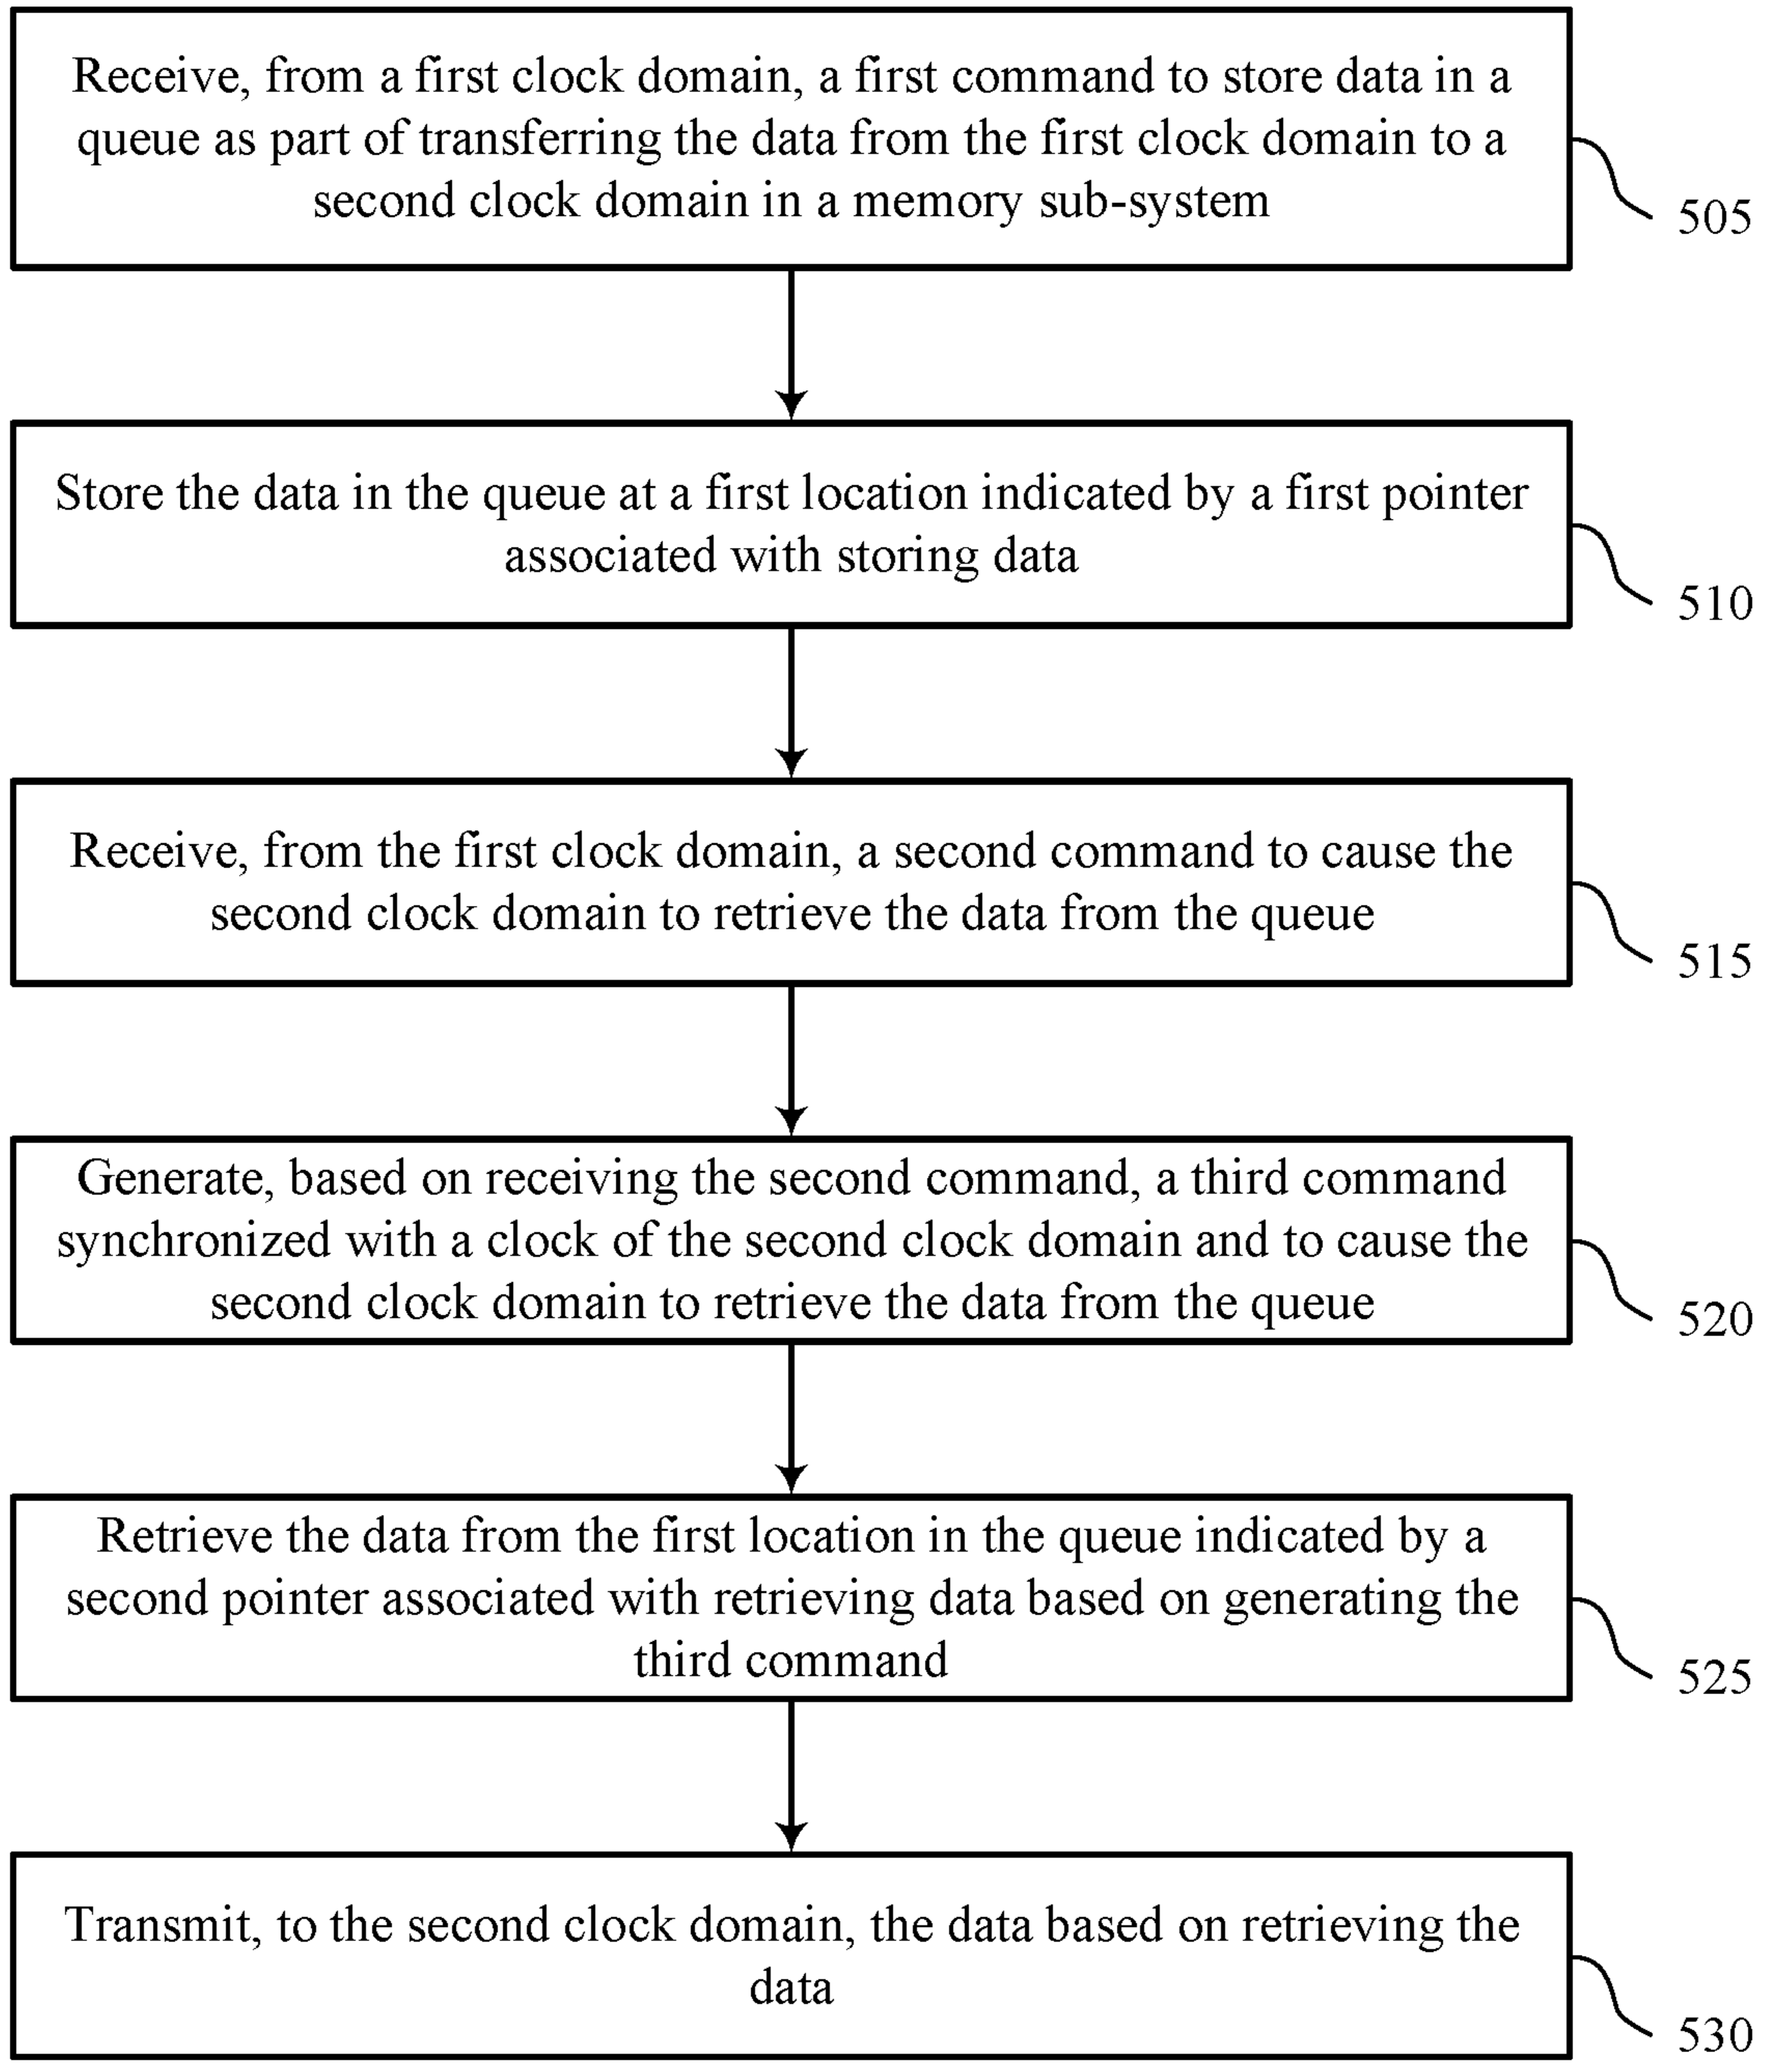 Receive, from a first clock domain, a first command to store data in a
queue as part of transferring the data from the first clock domain to a
second clock domain in a memory sub-system
505
Store the data in the queue at a first location indicated by a first pointer
associated with storing data
510
Receive, from the first clock domain, a second command to cause the
second clock domain to retrieve the data from the queue
515
Generate, based on receiving the second command, a third command
synchronized with a clock of the second clock domain and to cause the
second clock domain to retrieve the data from the queue
520
Retrieve the data from the first location in the queue indicated by a
second pointer associated with retrieving data based on generating the
third command
525
Transmit, to the second clock domain, the data based on retrieving the
data
530